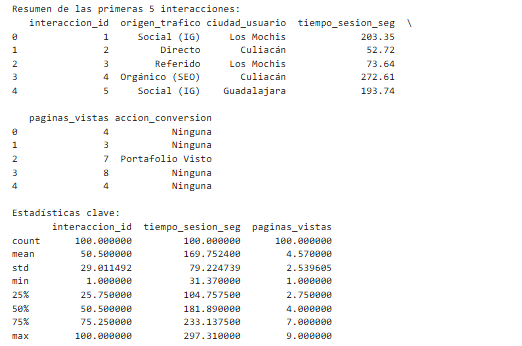 Resumen de las primeras 5 interacciones:
interaccion_id origen_trafico ciudad_usuario tiempo_sesion_seg \
0 1 Social (IG) Los Mochis 203.35
1 2 Directo Culiacán 52.72
2 3 Referido Los Mochis 73.64
3 4 Orgánico (SEO) Culiacán 272.61
4 5 Social (IG) Guadalajara 193.74
paginas_vistas accion_conversion
0 4 Ninguna
1 3 Ninguna
2 7 Portafolio Visto
3 8 Ninguna
4 4 Ninguna
Estadísticas clave:
interaccion_id tiempo_sesion_seg paginas_vistas
count 100.000000 100.000000 100.000000
mean 50.500000 169.752400 4.570000
std 29.011492 79.224739 2.539605
min 1.000000 31.370000 1.000000
25% 25.750000 104.757500 2.750000
50% 50.500000 181.890000 4.000000
75% 75.250000 233.137500 7.000000
max 100.000000 297.310000 9.000000